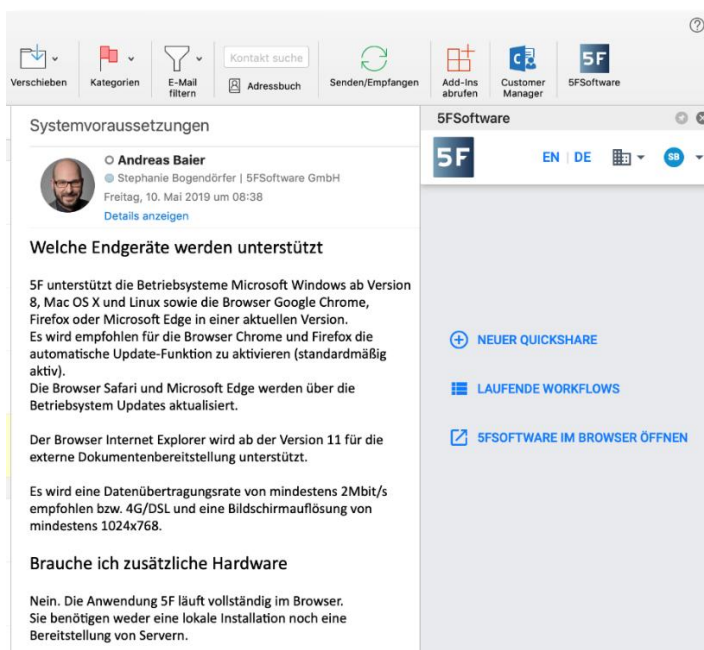 Verschieben
Kategorien
E-Mail
filtern
Kontakt suche
Adressbuch
Senden/Empfangen
Add-Ins
abrufen
Customer
Manager
5F
5FSoftware
Systemvoraussetzungen
Andreas Baier
Stephanie Bogendörfer | 5FSoftware GmbH
Freitag, 10. Mai 2019 um 08:38
Details anzeigen
Welche Endgeräte werden unterstützt
5F unterstützt die Betriebsysteme Microsoft Windows ab Version
8, Mac OS X und Linux sowie die Browser Google Chrome,
Firefox oder Microsoft Edge in einer aktuellen Version.
Es wird empfohlen für die Browser Chrome und Firefox die
automatische Update-Funktion zu aktivieren (standardmäßig
aktiv).
Die Browser Safari und Microsoft Edge werden über die
Betriebsystem Updates aktualisiert.
Der Browser Internet Explorer wird ab der Version 11 für die
externe Dokumentenbereitstellung unterstützt.
Es wird eine Datenübertragungsrate von mindestens 2Mbit/s
empfohlen bzw. 4G/DSL und eine Bildschirmauflösung von
mindestens 1024x768.
Brauche ich zusätzliche Hardware
Nein. Die Anwendung 5F läuft vollständig im Browser.
Sie benötigen weder eine lokale Installation noch eine
Bereitstellung von Servern.
5FSoftware
5F
EN | DE
SB
NEUER QUICKSHARE
LAUFENDE WORKFLOWS
5FSOFTWARE IM BROWSER ÖFFNEN